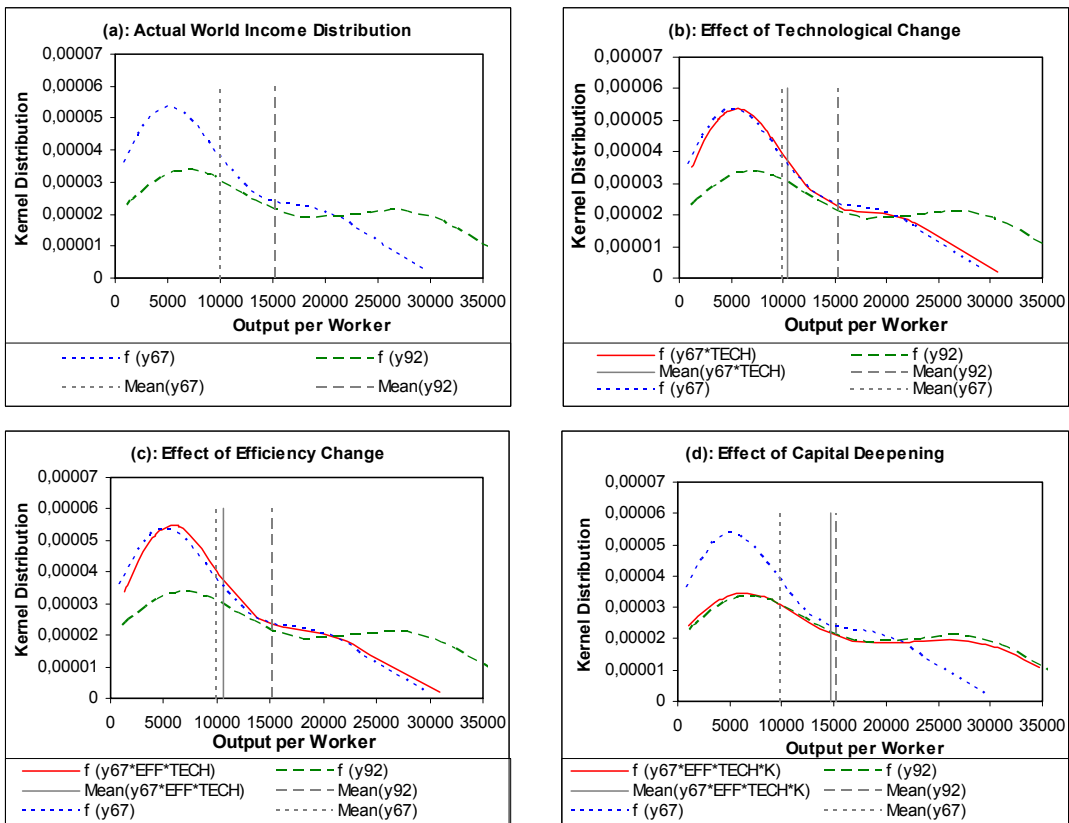 (a): Actual World Income Distribution
Kernel Distribution
0,00007
0,00006
0,00005
0,00004
0,00003
0,00002
0,00001
0
0 5000 10000 15000 20000 25000 30000 35000
Output per Worker
f (y67) f (y92)
Mean(y67) Mean(y92)
(b): Effect of Technological Change
Kernel Distribution
0,00007
0,00006
0,00005
0,00004
0,00003
0,00002
0,00001
0
0 5000 10000 15000 20000 25000 30000 35000
Output per Worker
f (y67*TECH) f (y92)
Mean(y67*TECH) Mean(y92)
f (y67) Mean(y67)
(c): Effect of Efficiency Change
Kernel Distribution
0,00007
0,00006
0,00005
0,00004
0,00003
0,00002
0,00001
0
0 5000 10000 15000 20000 25000 30000 35000
Output per Worker
f (y67*EFF*TECH) f (y92)
Mean(y67*EFF*TECH) Mean(y92)
f (y67) Mean(y67)
(d): Effect of Capital Deepening
Kernel Distribution
0,00007
0,00006
0,00005
0,00004
0,00003
0,00002
0,00001
0
0 5000 10000 15000 20000 25000 30000 35000
Output per Worker
f (y67*EFF*TECH*K) f (y92)
Mean(y67*EFF*TECH*K) Mean(y92)
f (y67) Mean(y67)